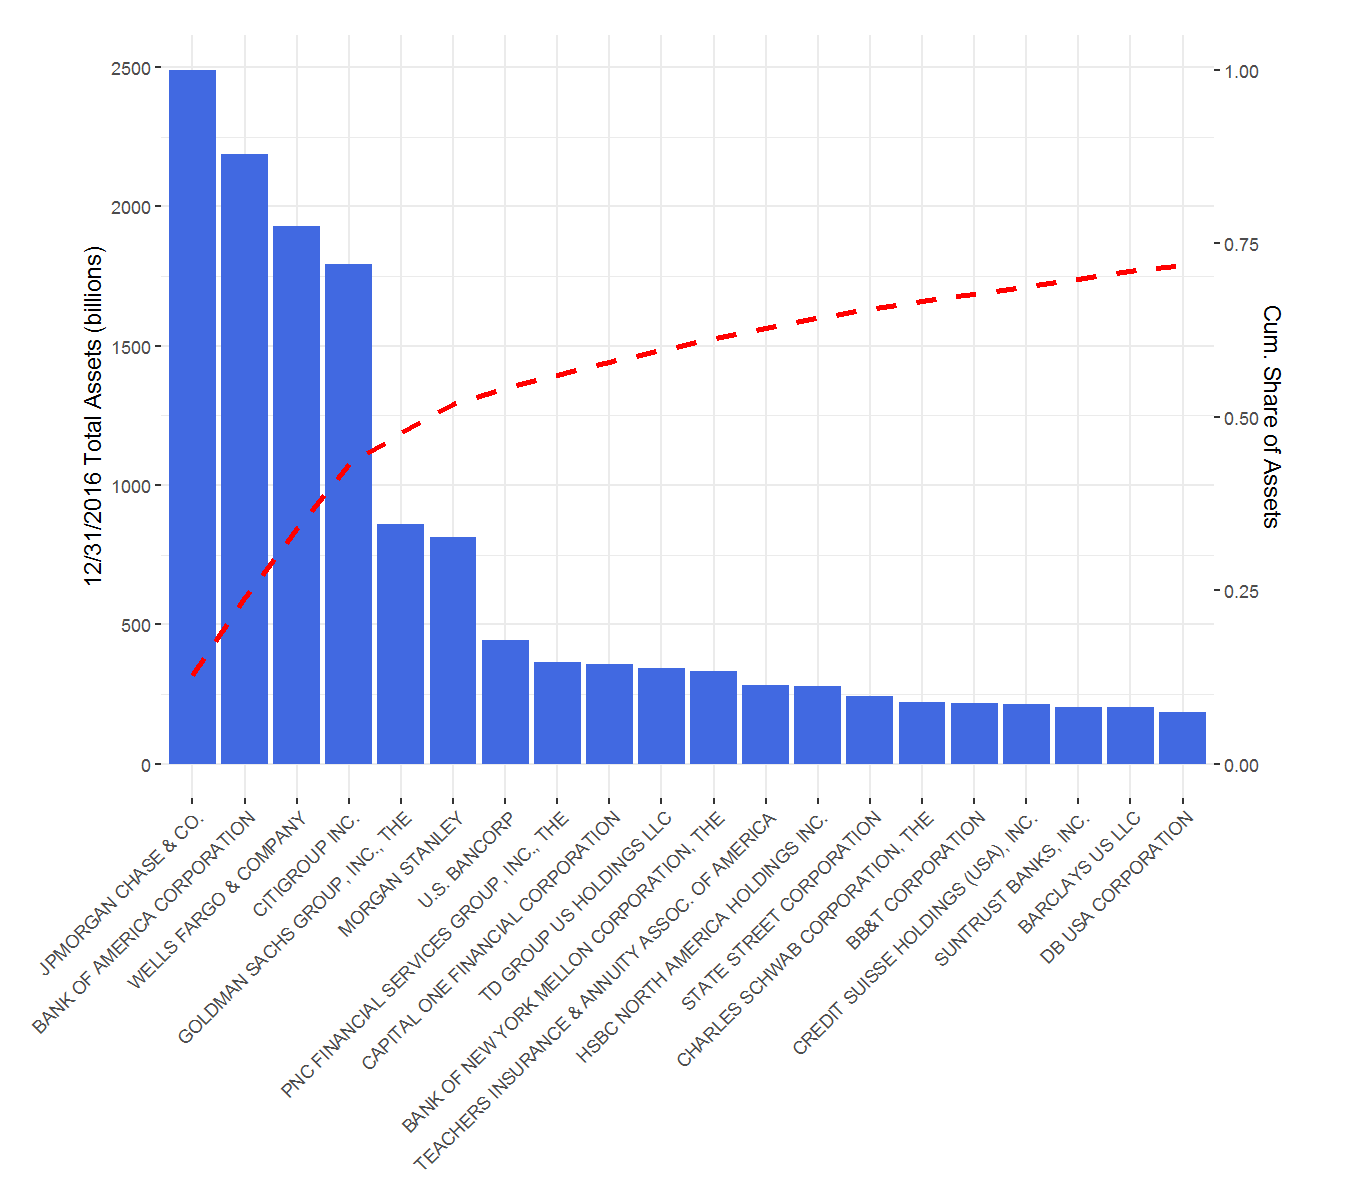 12/31/2016 Total Assets (billions)
2500
2000
1500
1000
500
0
1.00
0.75
0.50
0.25
0.00
Cum. Share of Assets
JPMORGAN CHASE & CO.
BANK OF AMERICA CORPORATION
WELLS FARGO & COMPANY
CITIGROUP INC.
GOLDMAN SACHS GROUP, INC., THE
MORGAN STANLEY
U.S. BANCORP
PNC FINANCIAL SERVICES GROUP, INC., THE
CAPITAL ONE FINANCIAL CORPORATION
TD GROUP US HOLDINGS LLC
BANK OF NEW YORK MELLON CORPORATION, THE
TEACHERS INSURANCE & ANNUITY ASSOC. OF AMERICA
HSBC NORTH AMERICA HOLDINGS INC.
STATE STREET CORPORATION
CHARLES SCHWAB CORPORATION, THE
BB&T CORPORATION
CREDIT SUISSE HOLDINGS (USA), INC.
SUNTRUST BANKS, INC.
BARCLAYS US LLC
DB USA CORPORATION